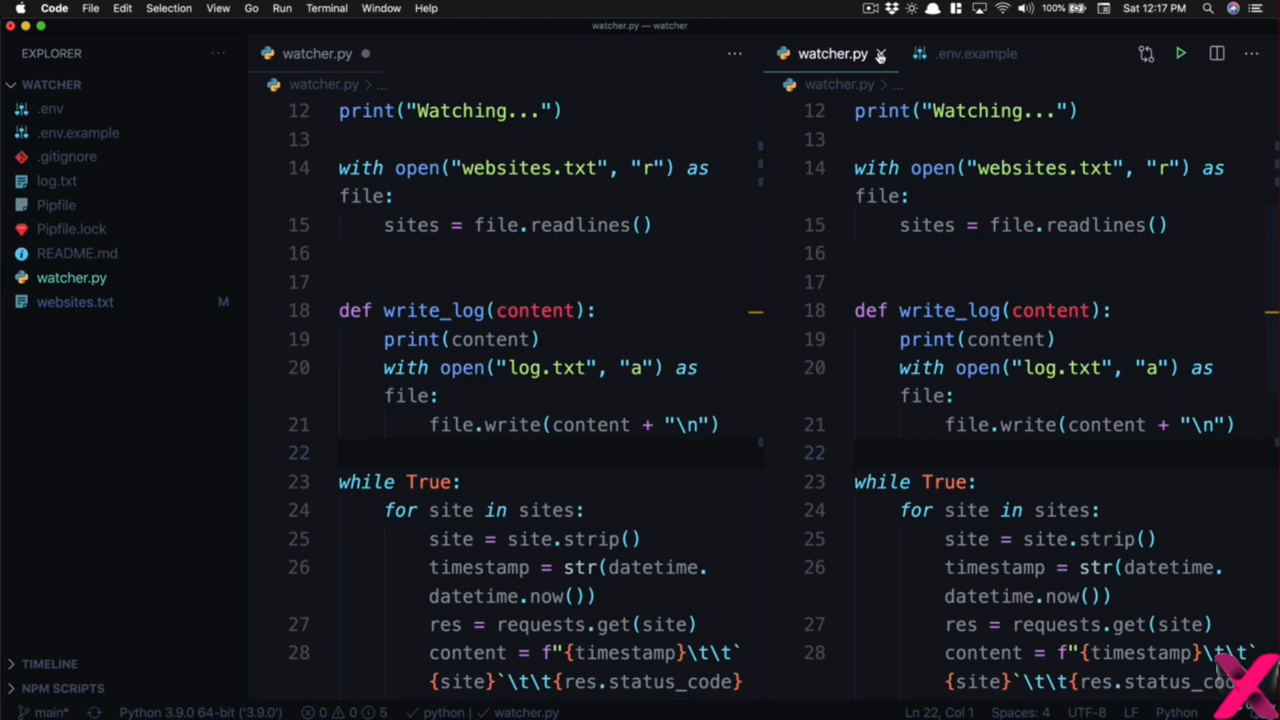 Code File Edit Selection View Go Run Terminal Window Help 100% Sat 12:17 PM
watcher.py — watcher
EXPLORER
WATCHER
.env
.env.example
.gitignore
log.txt
Pipfile
Pipfile.lock
README.md
watcher.py
websites.txt M
TIMELINE
NPM SCRIPTS
watcher.py
watcher.py > ...
12 print("Watching...")
13
14 with open("websites.txt", "r") as
file:
15 sites = file.readlines()
16
17
18 def write_log(content):
19 print(content)
20 with open("log.txt", "a") as
file:
21 file.write(content + "\n")
22
23 while True:
24 for site in sites:
25 site = site.strip()
26 timestamp = str(datetime.
datetime.now())
27 res = requests.get(site)
28 content = f"{timestamp}\t\t`
{site}`\t\t{res.status_code}
watcher.py .env.example
watcher.py > ...
12 print("Watching...")
13
14 with open("websites.txt", "r") as
file:
15 sites = file.readlines()
16
17
18 def write_log(content):
19 print(content)
20 with open("log.txt", "a") as
file:
21 file.write(content + "\n")
22
23 while True:
24 for site in sites:
25 site = site.strip()
26 timestamp = str(datetime.
datetime.now())
27 res = requests.get(site)
28 content = f"{timestamp}\t\t`
{site}`\t\t{res.status_co
main* Python 3.9.0 64-bit ('3.9.0') 0 0 5 python | watcher.py Ln 22, Col 1 Spaces: 4 UTF-8 LF Python